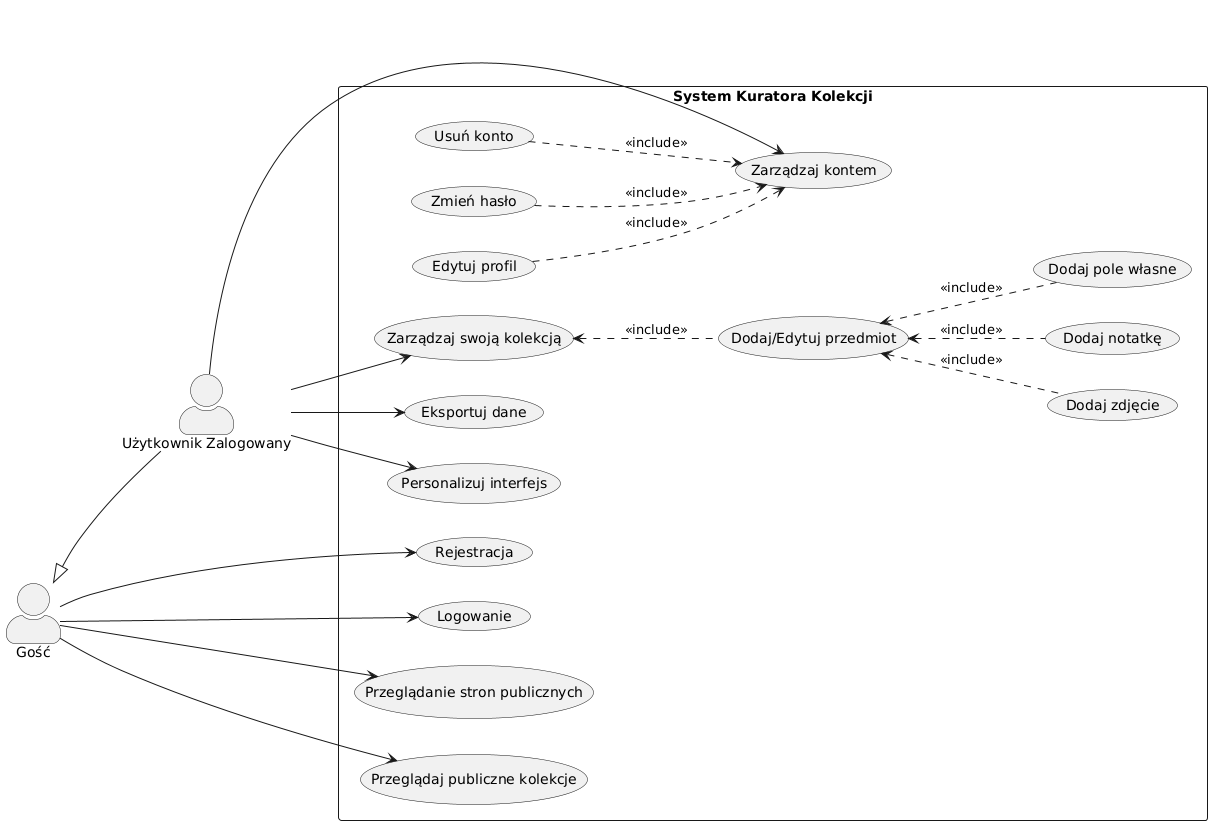 System Kuratora Kolekcji
Usuń konto
«include»
Zarządzaj kontem
Zmień hasło
«include»
«include»
Edytuj profil
Dodaj pole własne
«include»
Zarządzaj swoją kolekcją
«include»
Dodaj/Edytuj przedmiot
«include»
Dodaj notatkę
«include»
Dodaj zdjęcie
Eksportuj dane
Użytkownik Zalogowany
Personalizuj interfejs
Rejestracja
Logowanie
Gość
Przeglądanie stron publicznych
Przeglądaj publiczne kolekcje